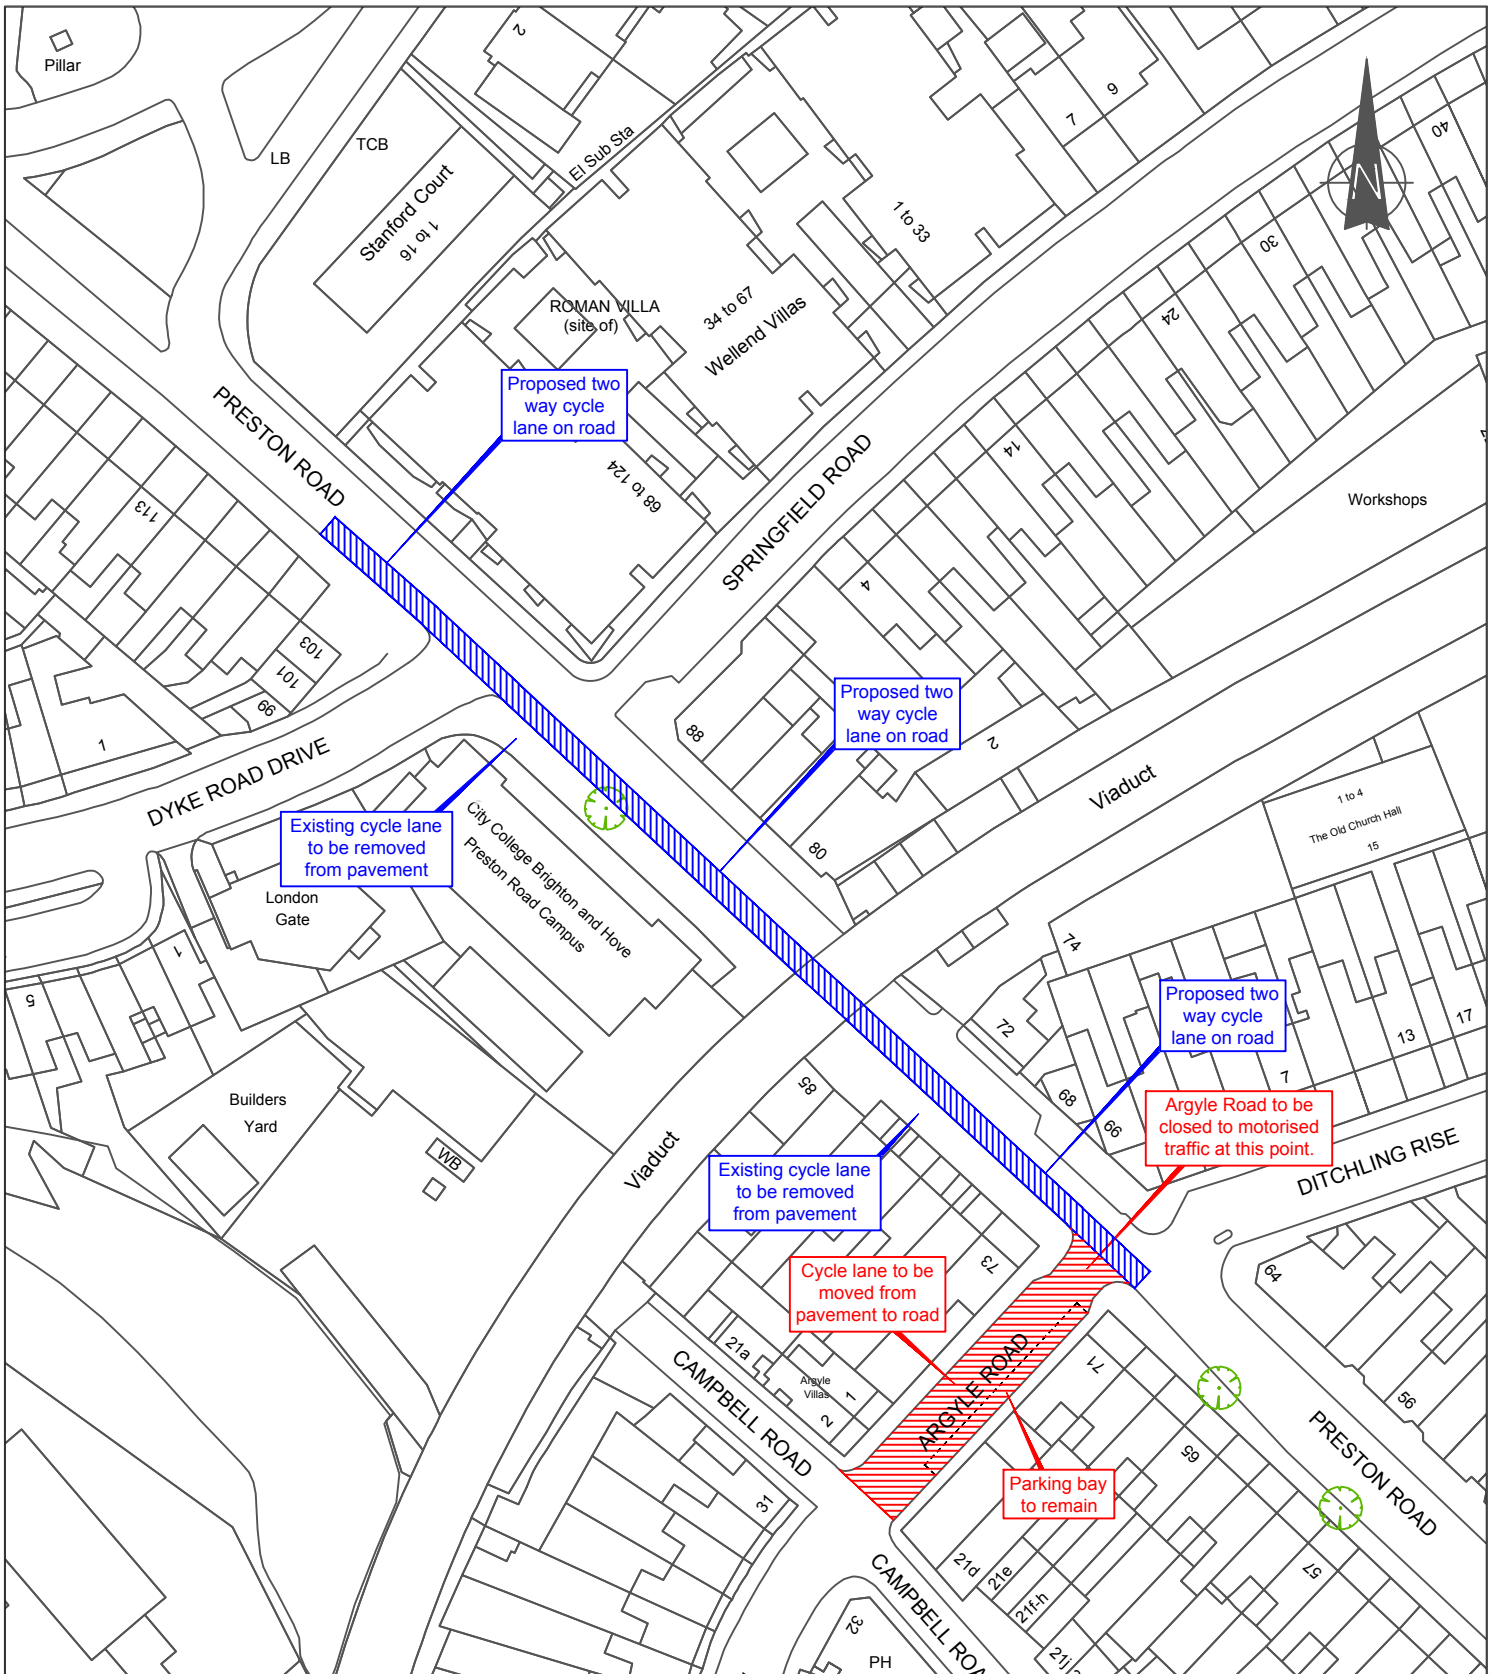 2
Pillar
6
7
40
TCB
LB
El Sub Sta
N
Stanford Court
1 to 16
1 to 33
30
ROMAN VILLA
(site of)
34 to 67
Wellend Villas
24
Proposed two
way cycle
lane on road
PRESTON ROAD
14
68 to 124
SPRINGFIELD ROAD
Workshops
113
4
103
101
99
1
DYKE ROAD DRIVE
88
Proposed two
way cycle
lane on road
2
Viaduct
1 to 4
The Old Church Hall
15
Existing cycle lane
to be removed
from pavement
City College Brighton and Hove
Preston Road Campus
80
London
Gate
1
5
74
72
Proposed two
way cycle
lane on road
17
13
7
68
66
Builders
Yard
WB
85
Viaduct
Argyle Road to be
closed to motorised
traffic at this point.
DITCHLING RISE
Existing cycle lane
to be removed
from pavement
73
64
Cycle lane to be
moved from
pavement to road
21a
Argyle
Villas
1
2
CAMPBELL ROAD
ARGYLE ROAD
71
56
65
PRESTON ROAD
Parking bay
to remain
31
57
21d
21e
21f-h
21j
CAMPBELL ROA
32
PH